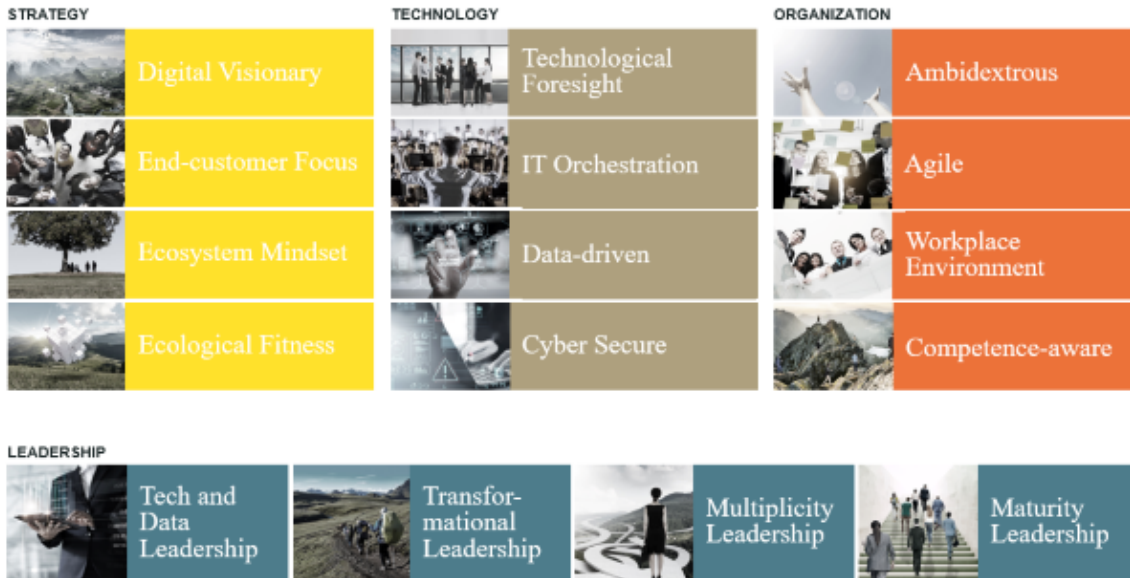 STRATEGY
Digital Visionary
End-customer Focus
Ecosystem Mindset
Ecological Fitness
TECHNOLOGY
Technological
Foresight
IT Orchestration
Data-driven
Cyber Secure
ORGANIZATION
Ambidextrous
Agile
Workplace
Environment
Competence-aware
LEADERSHIP
Tech and
Data
Leadership
Transfor-
mational
Leadership
Multiplicity
Leadership
Maturity
Leadership